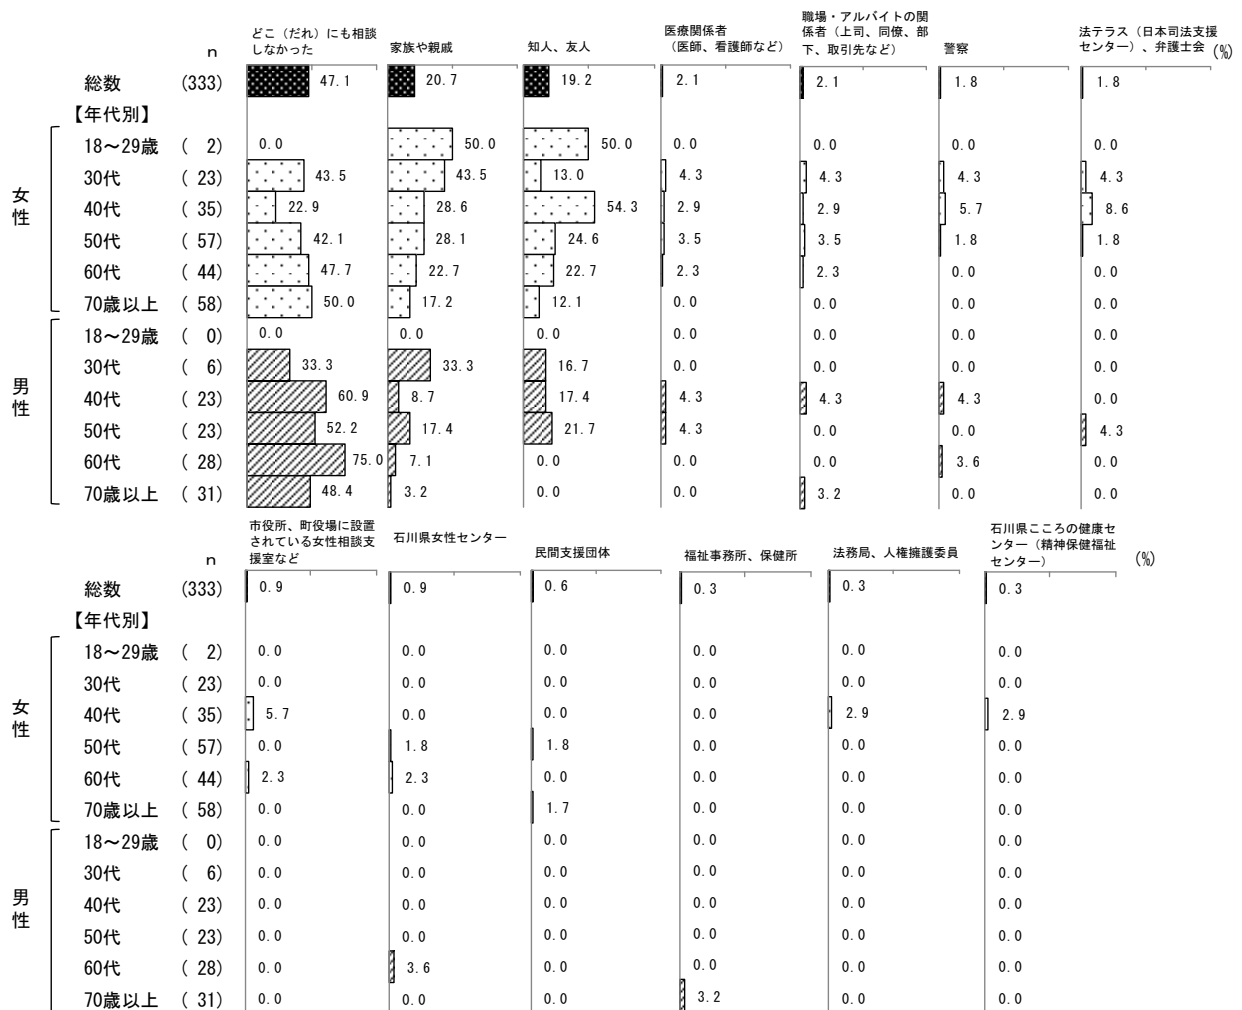 どこ（だれ）にも相談
しなかった
家族や親戚
知人、友人
医療関係者
（医師、看護師など）
職場・アルバイトの関
係者（上司、同僚、部
下、取引先など）
警察
法テラス（日本司法支援
センター）、弁護士会
(%)
n
総数 (333) 47.1 20.7 19.2 2.1 2.1 1.8 1.8
【年代別】
女性
18～29歳 ( 2) 0.0 50.0 50.0 0.0 0.0 0.0 0.0
30代 ( 23) 43.5 43.5 13.0 4.3 4.3 4.3 4.3
40代 ( 35) 22.9 28.6 54.3 2.9 2.9 5.7 8.6
50代 ( 57) 42.1 28.1 24.6 3.5 3.5 1.8 1.8
60代 ( 44) 47.7 22.7 22.7 2.3 2.3 0.0 0.0
70歳以上 ( 58) 50.0 17.2 12.1 0.0 0.0 0.0 0.0
男性
18～29歳 ( 0) 0.0 0.0 0.0 0.0 0.0 0.0 0.0
30代 ( 6) 33.3 33.3 16.7 0.0 0.0 0.0 0.0
40代 ( 23) 60.9 8.7 17.4 4.3 4.3 4.3 0.0
50代 ( 23) 52.2 17.4 21.7 4.3 0.0 0.0 4.3
60代 ( 28) 75.0 7.1 0.0 0.0 0.0 3.6 0.0
70歳以上 ( 31) 48.4 3.2 0.0 0.0 3.2 0.0 0.0
市役所、町役場に設置
されている女性相談支
援室など
石川県女性センター
民間支援団体
福祉事務所、保健所
法務局、人権擁護委員
石川県こころの健康セ
ンター（精神保健福祉
センター）
(%)
n
総数 (333) 0.9 0.9 0.6 0.3 0.3 0.3
【年代別】
女性
18～29歳 ( 2) 0.0 0.0 0.0 0.0 0.0 0.0
30代 ( 23) 0.0 0.0 0.0 0.0 0.0 0.0
40代 ( 35) 5.7 0.0 0.0 0.0 2.9 2.9
50代 ( 57) 0.0 1.8 1.8 0.0 0.0 0.0
60代 ( 44) 2.3 2.3 0.0 0.0 0.0 0.0
70歳以上 ( 58) 0.0 0.0 1.7 0.0 0.0 0.0
男性
18～29歳 ( 0) 0.0 0.0 0.0 0.0 0.0 0.0
30代 ( 6) 0.0 0.0 0.0 0.0 0.0 0.0
40代 ( 23) 0.0 0.0 0.0 0.0 0.0 0.0
50代 ( 23) 0.0 0.0 0.0 0.0 0.0 0.0
60代 ( 28) 0.0 3.6 0.0 0.0 0.0 0.0
70歳以上 ( 31) 0.0 0.0 0.0 3.2 0.0 0.0